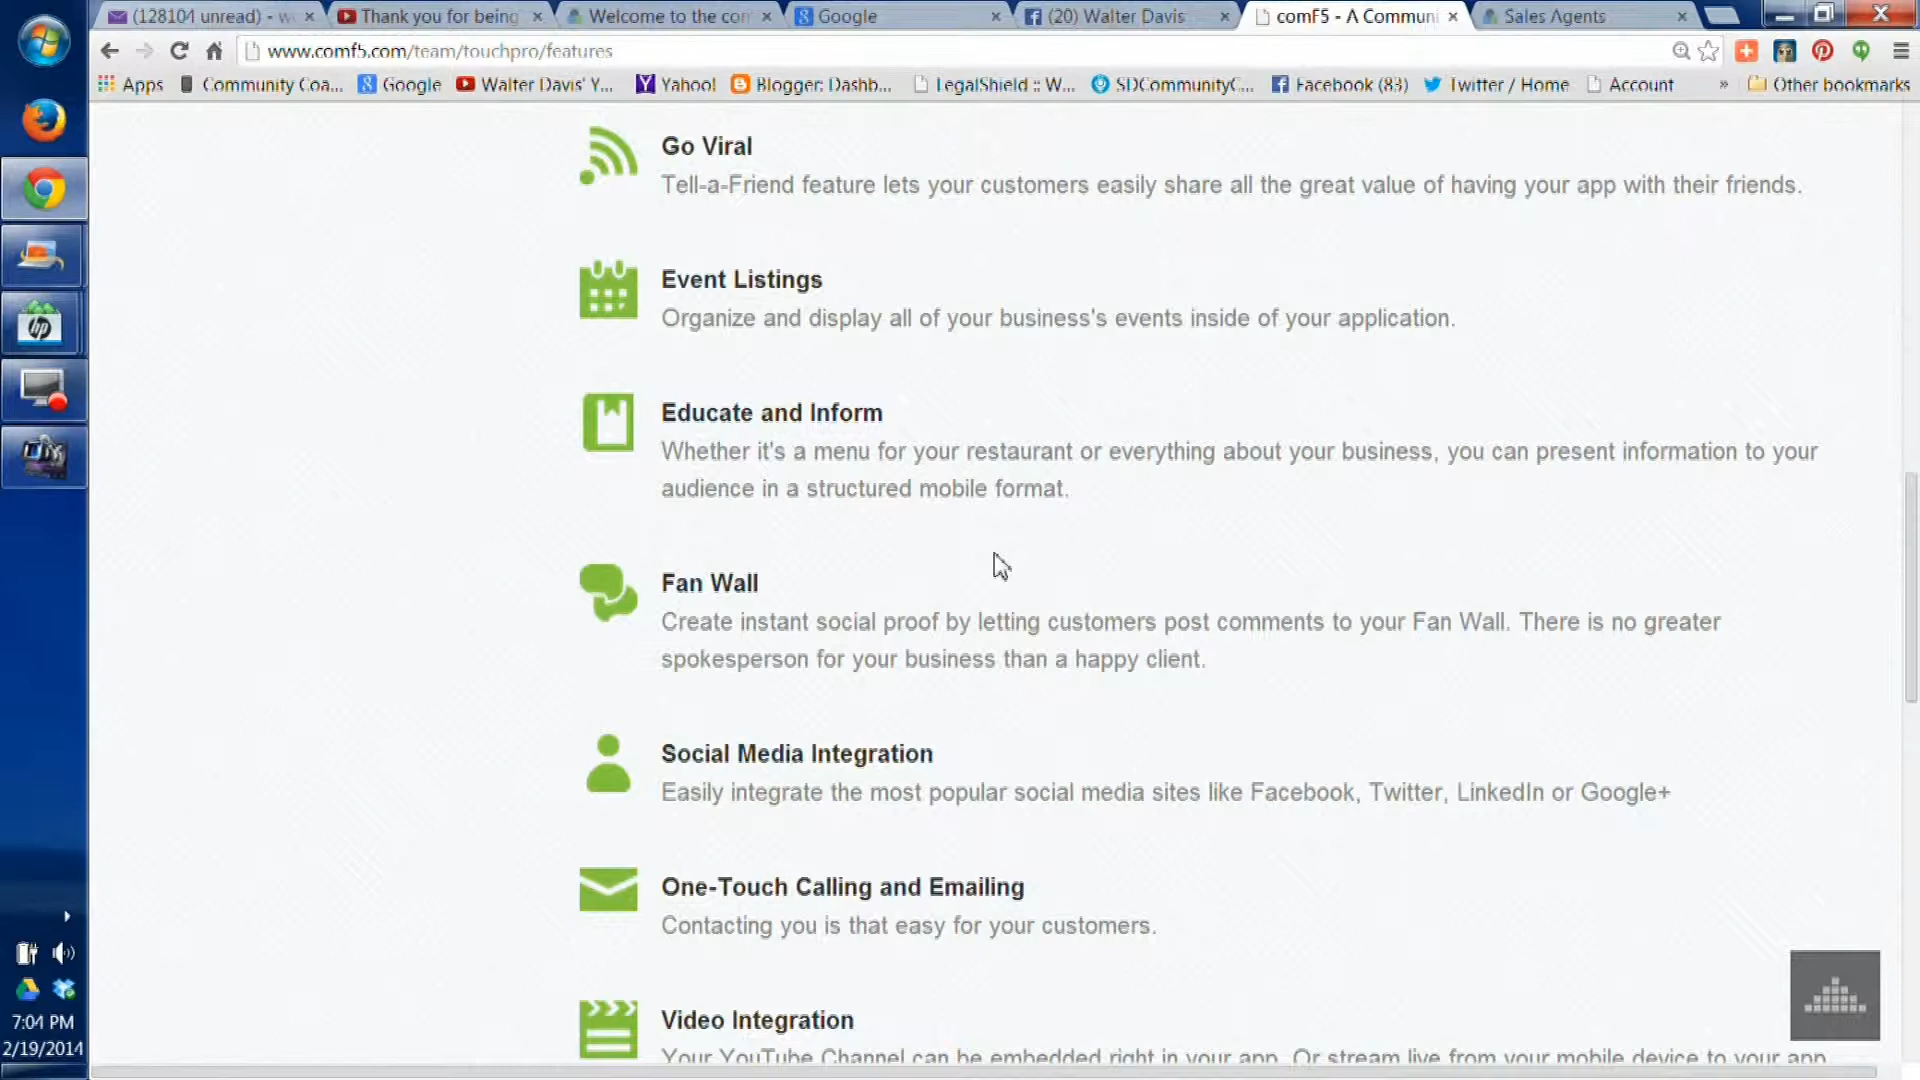 (128104 unread) - w
Thank you for being
Welcome to the con
Google
(20) Walter Davis
comF5 - A Communi
Sales Agents
www.comf5.com/team/touchpro/features
Apps
Community Coa...
Google
Walter Davis' Y...
Yahoo!
Blogger: Dashb...
LegalShield :: W...
SDCommunityC...
Facebook (83)
Twitter / Home
Account
»
Other bookmarks
Go Viral
Tell-a-Friend feature lets your customers easily share all the great value of having your app with their friends.
Event Listings
Organize and display all of your business's events inside of your application.
Educate and Inform
Whether it's a menu for your restaurant or everything about your business, you can present information to your
audience in a structured mobile format.
Fan Wall
Create instant social proof by letting customers post comments to your Fan Wall. There is no greater
spokesperson for your business than a happy client.
Social Media Integration
Easily integrate the most popular social media sites like Facebook, Twitter, LinkedIn or Google+
One-Touch Calling and Emailing
Contacting you is that easy for your customers.
Video Integration
Your YouTube Channel can be embedded right in your app. Or stream live from your mobile device to your app
hp
7:04 PM
2/19/2014